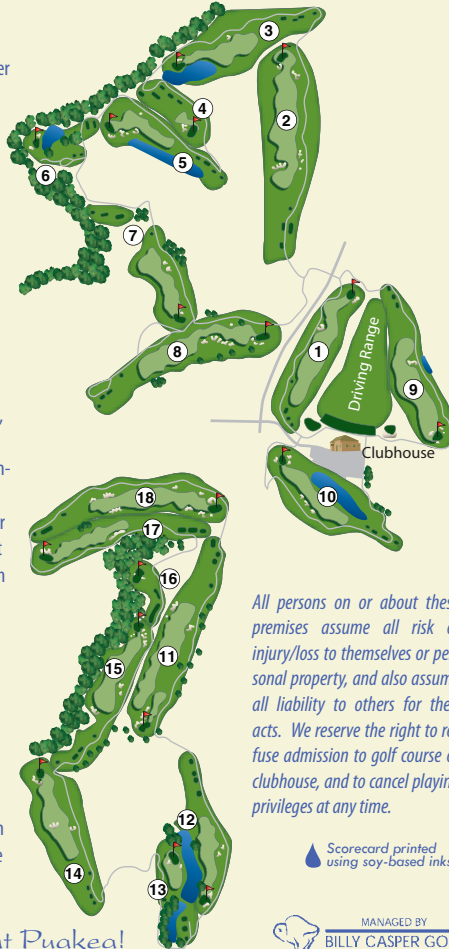 3
er
4
2
5
6
7
1
8
Driving Range
9
Clubhouse
n-
18
10
17
r
t
16
n
All persons on or about these
premises assume all risk
injury/loss to themselves or per
sonal property, and also assum
all liability to others for the
acts. We reserve the right to re
fuse admission to golf course
clubhouse, and to cancel playin
privileges at any time.
11
15
12
n
e
Scorecard printed
using soy-based inks
14
13
t Puakea!
MANAGED BY
BILLY CASPER GO